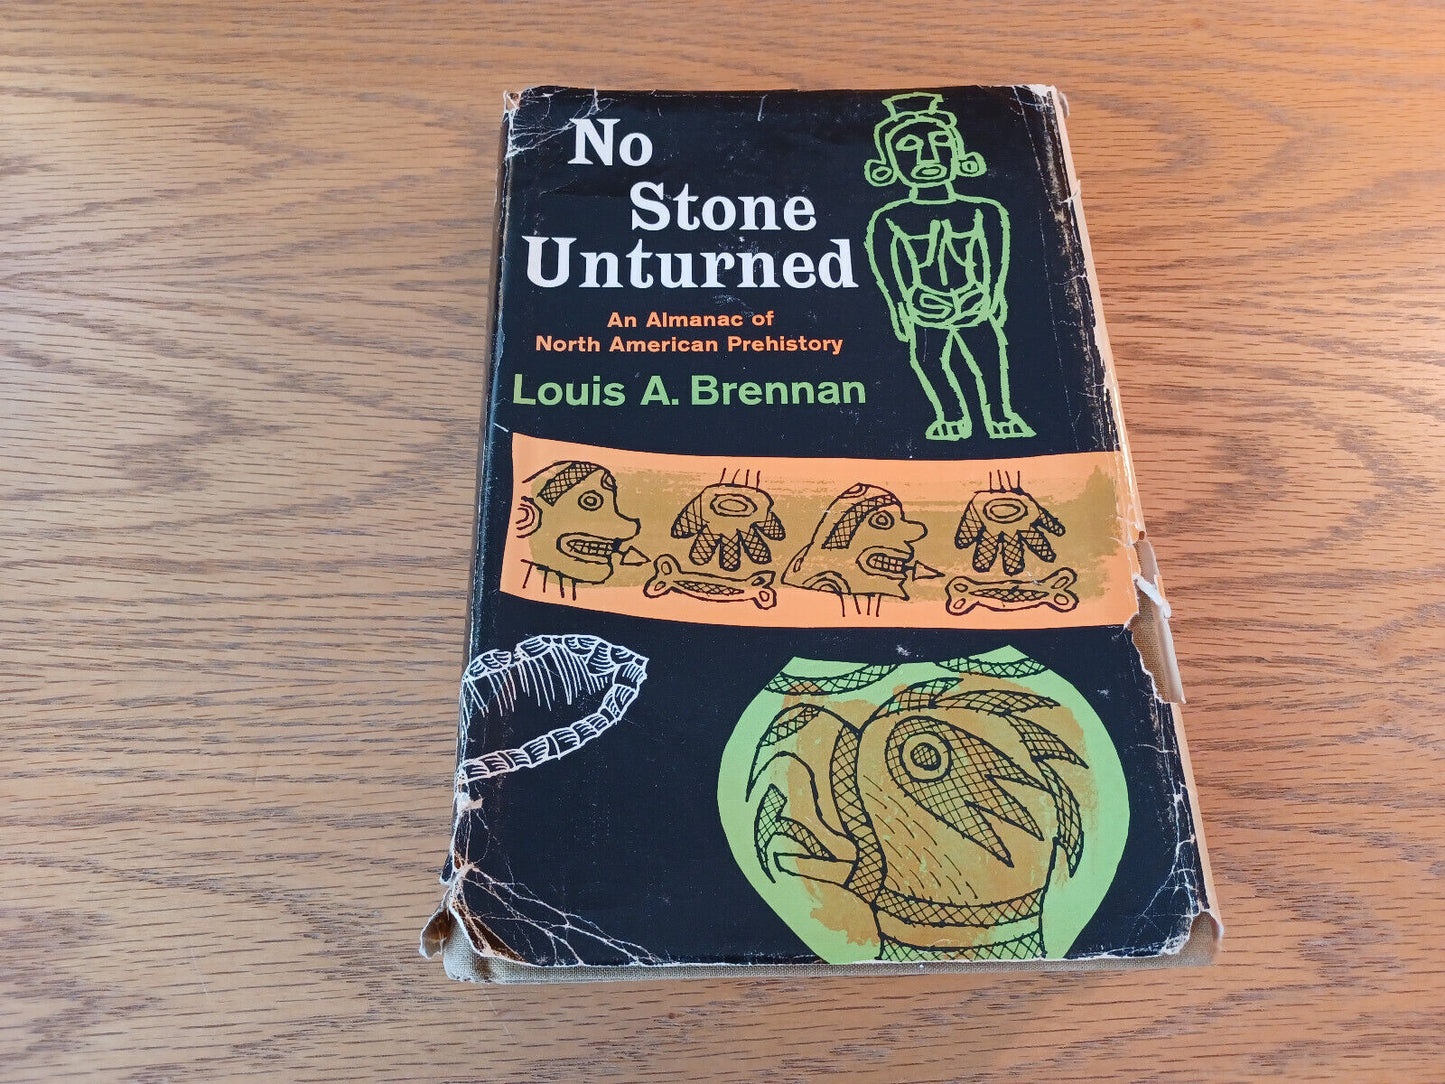 No
Stone
Unturned
An Almanac of
North American Prehistory
Louis A. Brennan